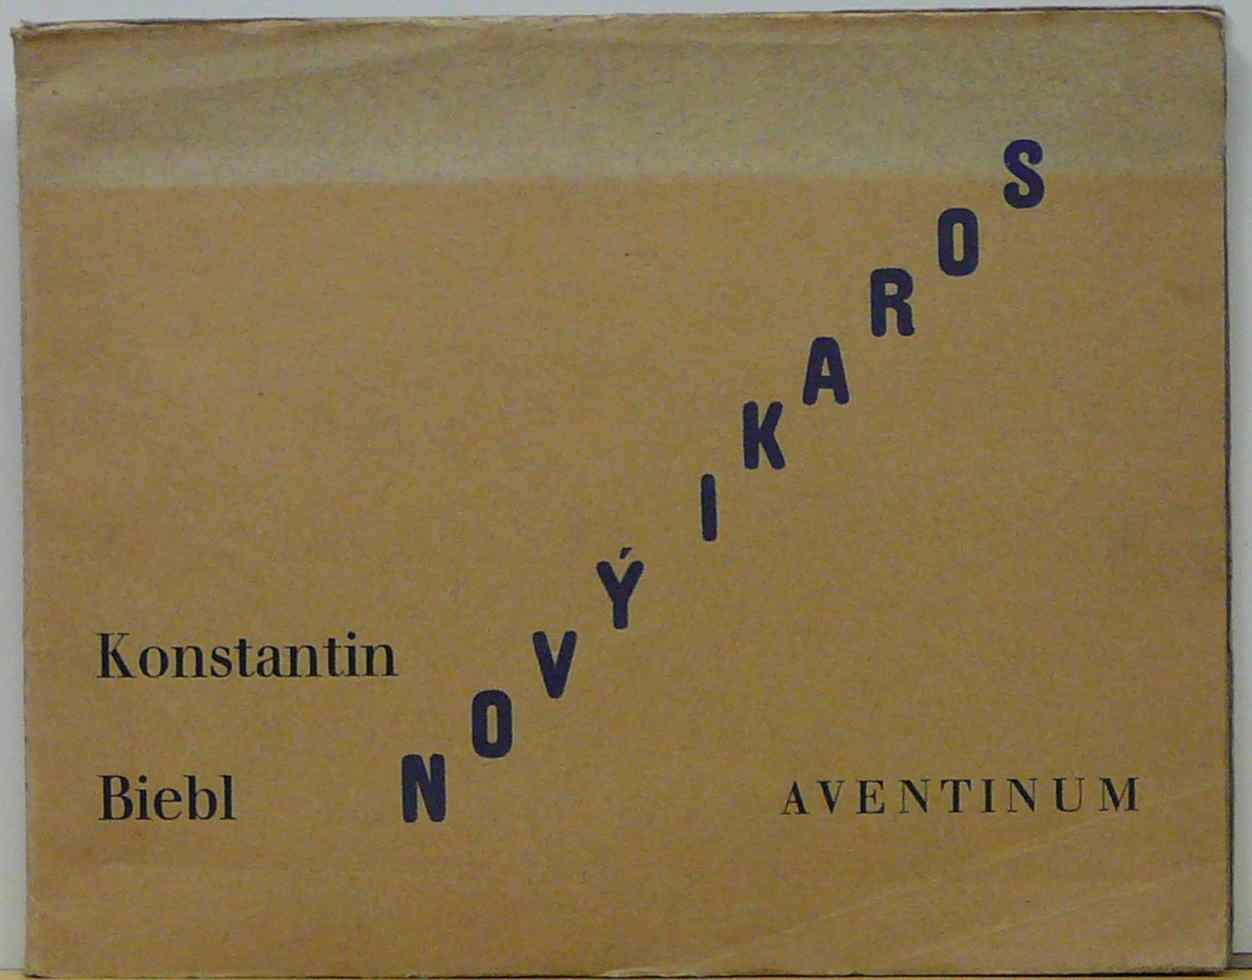 Konstantin
Biebl
NOVÝ IKAROS
AVENTINUM